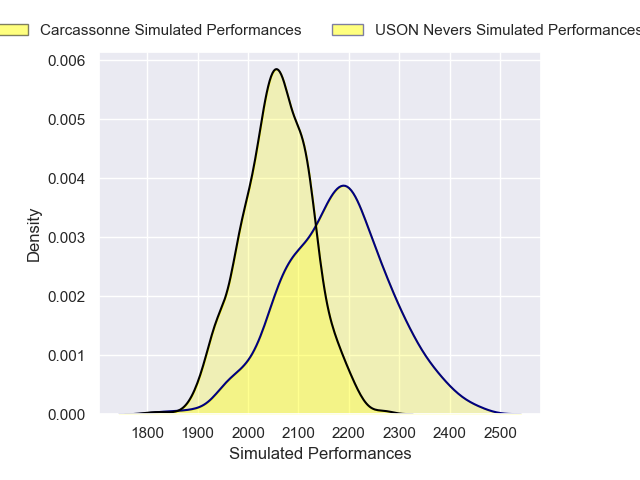 Carcassonne Simulated Performances USON Nevers Simulated Performances
0.006
0.005
0.004
0.003
0.002
0.001
0.000
Density
1800 1900 2000 2100 2200 2300 2400 2500
Simulated Performances